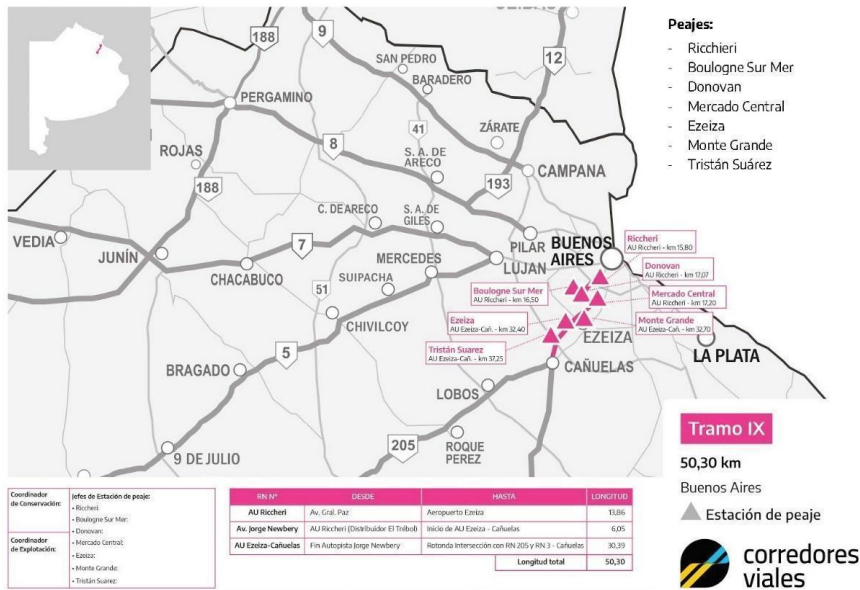 188
9
12
SAN PEDRO
BARADERO
PERGAMINO
41
ZÁRATE
ROJAS
8
S. A. DE
ARECO
CAMPANA
188
193
C. DE ARECO
S. A. DE
GILES
VEDIA
PILAR
BUENOS
AIRES
JUNÍN
7
MERCEDES
LUJAN
CHACABUCO
SUIPACHA
51
CHIVILCOY
5
EZEIZA
LA PLATA
BRAGADO
CAÑUELAS
LOBOS
205
ROQUE
PEREZ
9 DE JULIO
Riccheri
AU Riccheri - km 15,80
Donovan
AU Riccheri - km 17,07
Boulogne Sur Mer
AU Riccheri - km 16,50
Mercado Central
AU Riccheri - km 17,20
Ezeiza
AU Ezeiza-Cañ. - km 32,40
Monte Grande
AU Ezeiza-Cañ. - km 32,70
Tristán Suarez
AU Ezeiza-Cañ. - km 37,25
Peajes:
- Ricchieri
- Boulogne Sur Mer
- Donovan
- Mercado Central
- Ezeiza
- Monte Grande
- Tristán Suárez
Tramo IX
50,30 km
Buenos Aires
Estación de peaje
corredores
viales
Coordinador
de Conservación:
Coordinador
de Explotación:
Jefes de Estación de peaje:
• Riccheri:
• Boulogne Sur Mer:
• Donovan:
• Mercado Central:
• Ezeiza:
• Monte Grande:
• Tristán Suarez:
RN N° DESDE HASTA LONGITUD
AU Riccheri Av. Gral. Paz Aeropuerto Ezeiza 13,86
Av. Jorge Newbery AU Riccheri (Distribuidor El Trébol) Inicio de AU Ezeiza - Cañuelas 6,05
AU Ezeiza-Cañuelas Fin Autopista Jorge Newbery Rotonda Intersección con RN 205 y RN 3 - Cañuelas 30,39
Longitud total 50,30